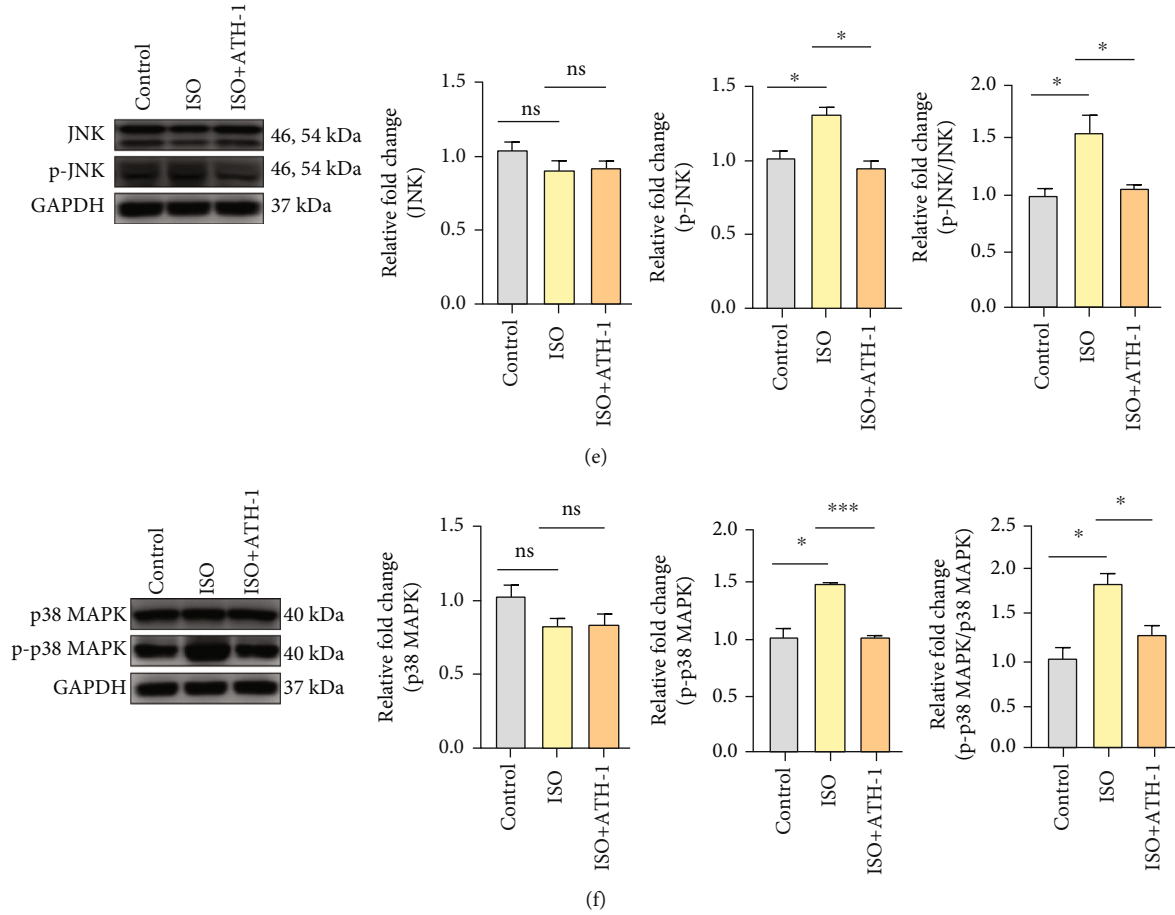 Control
ISO
ISO+ATH-1
JNK
46, 54 kDa
p-JNK
46, 54 kDa
GAPDH
37 kDa
Relative fold change
(JNK)
1.5
1.0
0.5
0.0
ns
ns
Control
ISO
ISO+ATH-1
Relative fold change
(p-JNK)
1.5
1.0
0.5
0.0
*
*
Control
ISO
ISO+ATH-1
Relative fold change
(p-JNK/JNK)
2.0
1.5
1.0
0.5
0.0
*
*
Control
ISO
ISO+ATH-1
(e)
Control
ISO
ISO+ATH-1
p38 MAPK
40 kDa
p-p38 MAPK
40 kDa
GAPDH
37 kDa
Relative fold change
(p38 MAPK)
1.5
1.0
0.5
0.0
ns
ns
Control
ISO
ISO+ATH-1
Relative fold change
(p-p38 MAPK)
2.0
1.5
1.0
0.5
0.0
*
***
Control
ISO
ISO+ATH-1
Relative fold change
(p-p38 MAPK/p38 MAPK)
2.5
2.0
1.5
1.0
0.5
0.0
*
*
Control
ISO
ISO+ATH-1
(f)